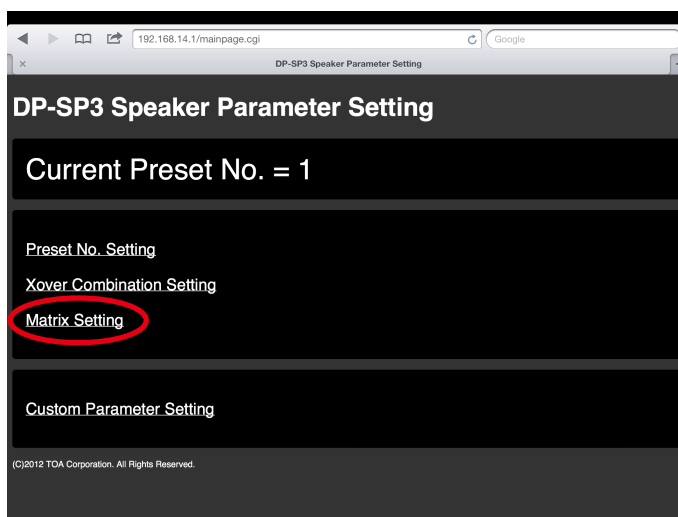 192.168.14.1/mainpage.cgi
Google
DP-SP3 Speaker Parameter Setting
DP-SP3 Speaker Parameter Setting
Current Preset No. = 1
Preset No. Setting
Xover Combination Setting
Matrix Setting
Custom Parameter Setting
(C)2012 TOA Corporation. All Rights Reserved.